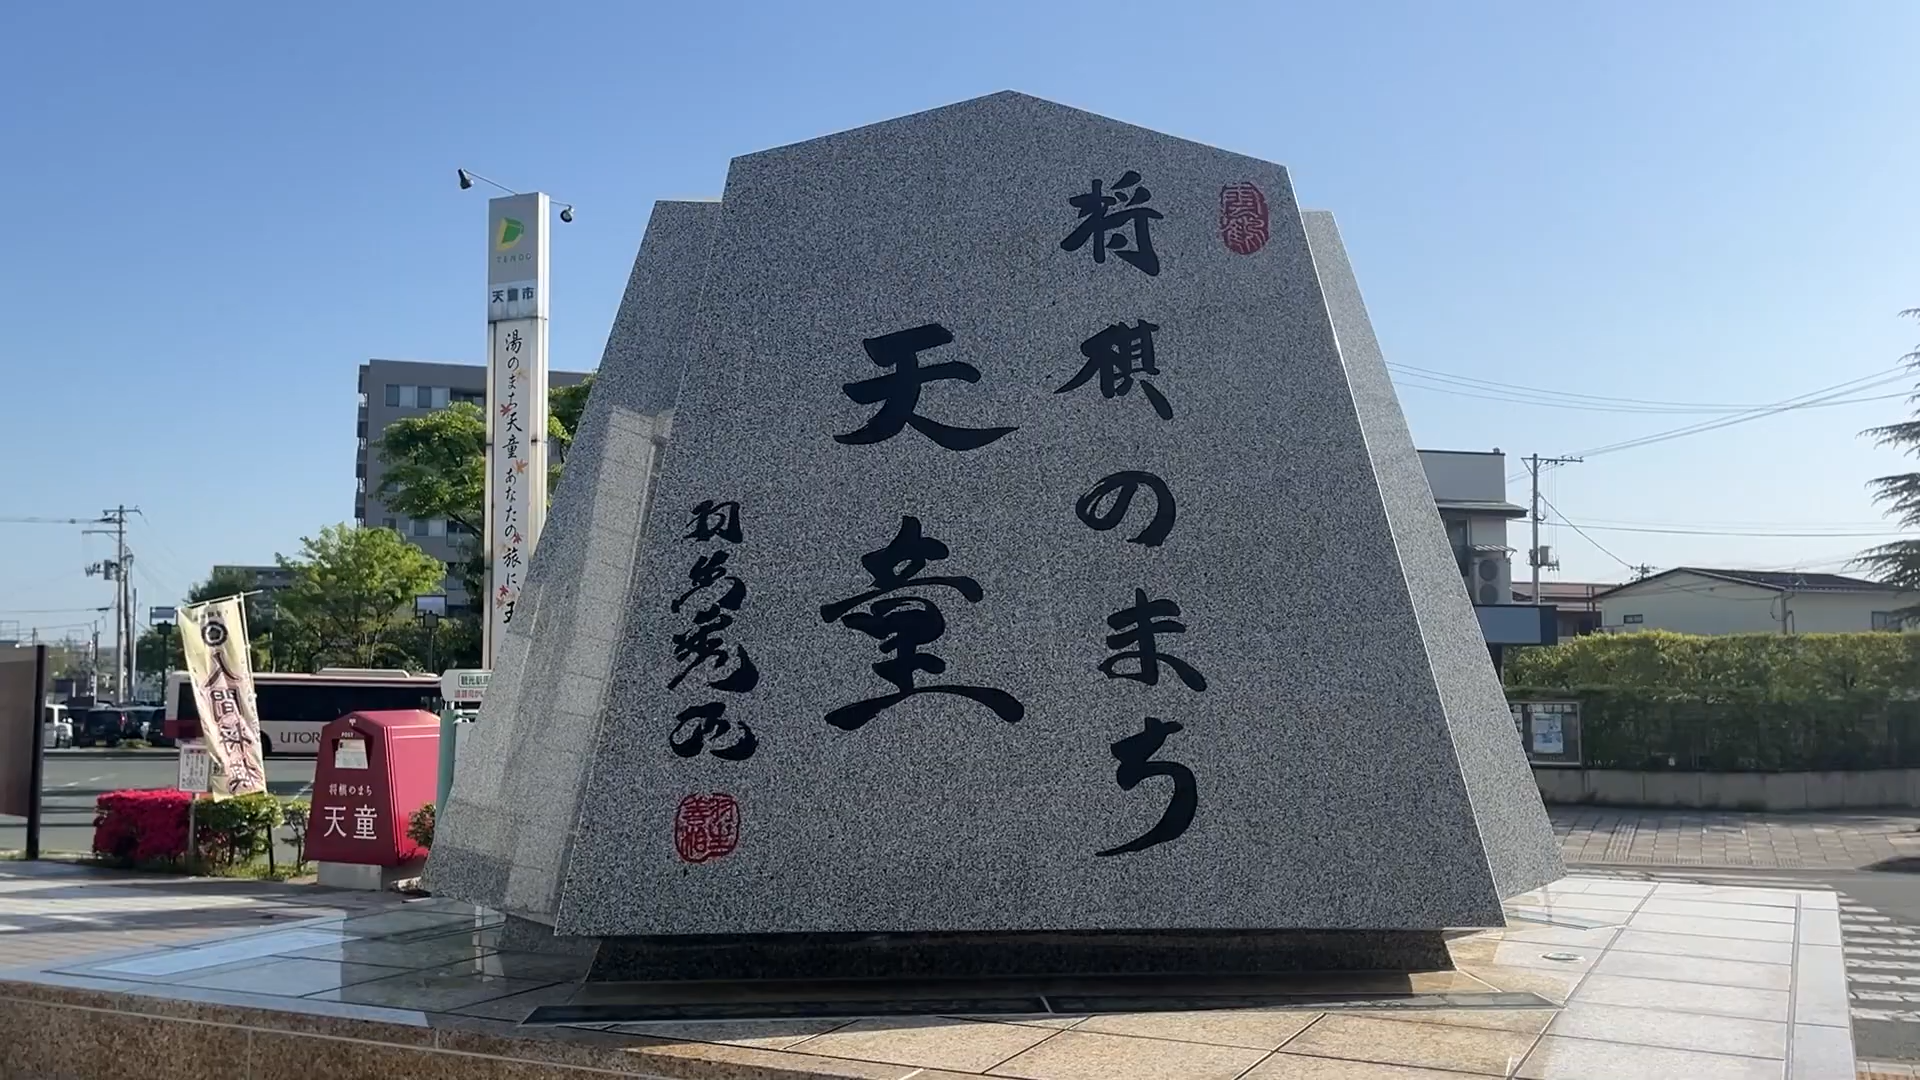 将棋のまち
天童
羽生善治
TENDO
天童市
湯のまち天童 あなたの旅に、
人間将棋
POST
将棋のまち
天童
UTOR